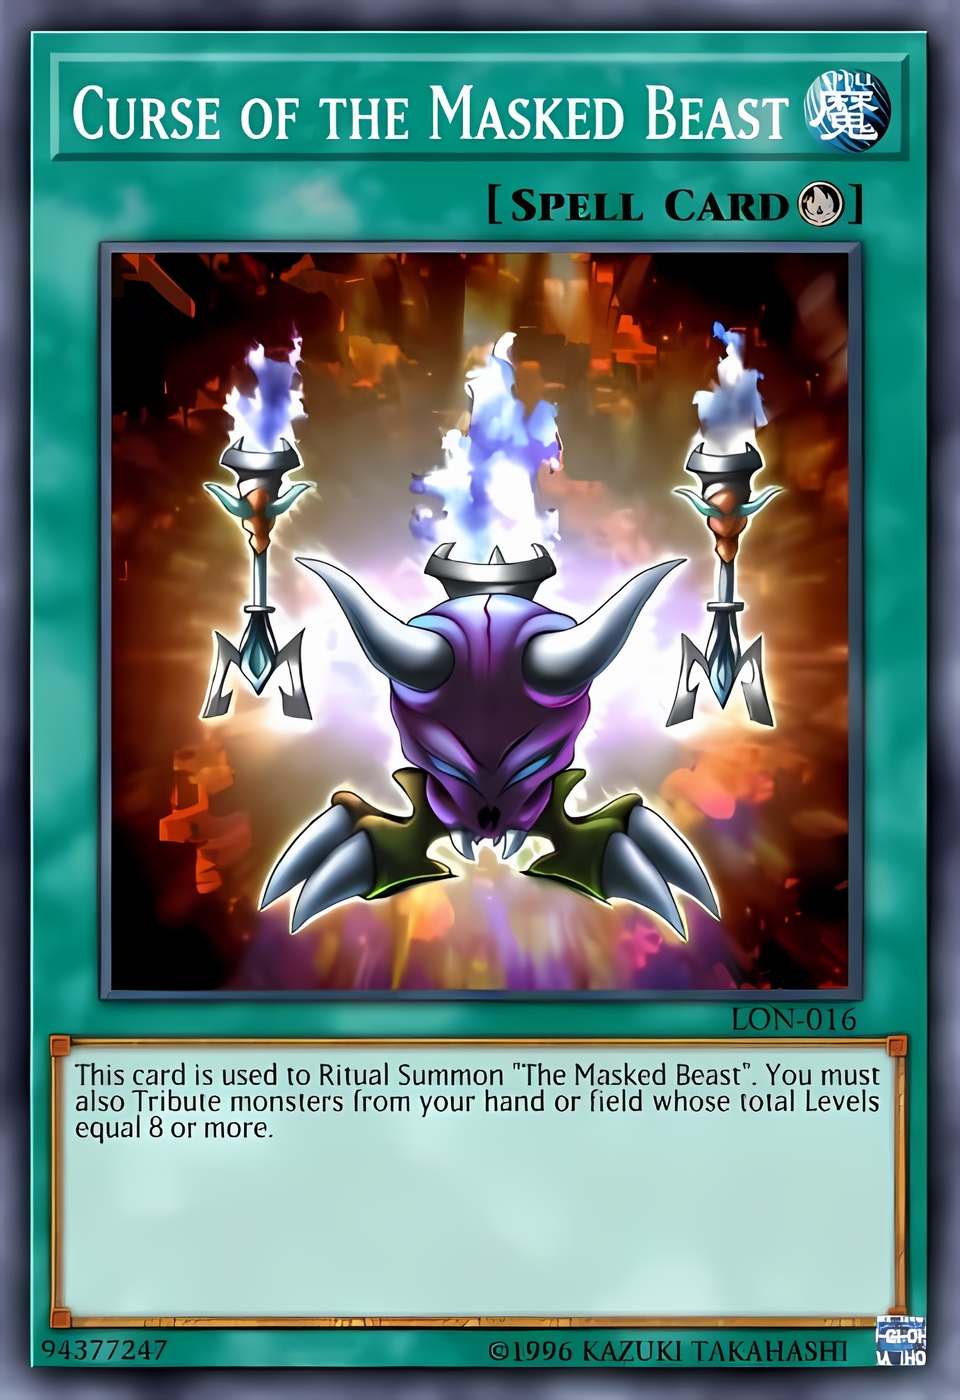 CURSE OF THE MASKED BEAST 魔
[SPELL CARD]
LON-016
This card is used to Ritual Summon "The Masked Beast". You must
also Tribute monsters from your hand or field whose total Levels
equal 8 or more.
94377247 ©1996 KAZUKI TAKAHASHI